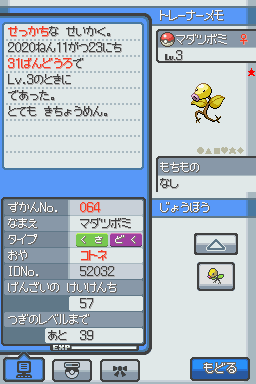 トレーナーメモ
せっかちな せいかく。
2020ねん11がつ23にち
31ばんどうろで
Lv.3のときに
であった。
とても きちょうめん。
マダツボミ ♀
Lv.3
もちもの
なし
ずかんNo. 064
なまえ マダツボミ
タイプ くさ どく
おや コトネ
IDNo. 52032
げんざいの けいけんち
57
つぎのレベルまで
あと 39
EXP
じょうほう
もどる